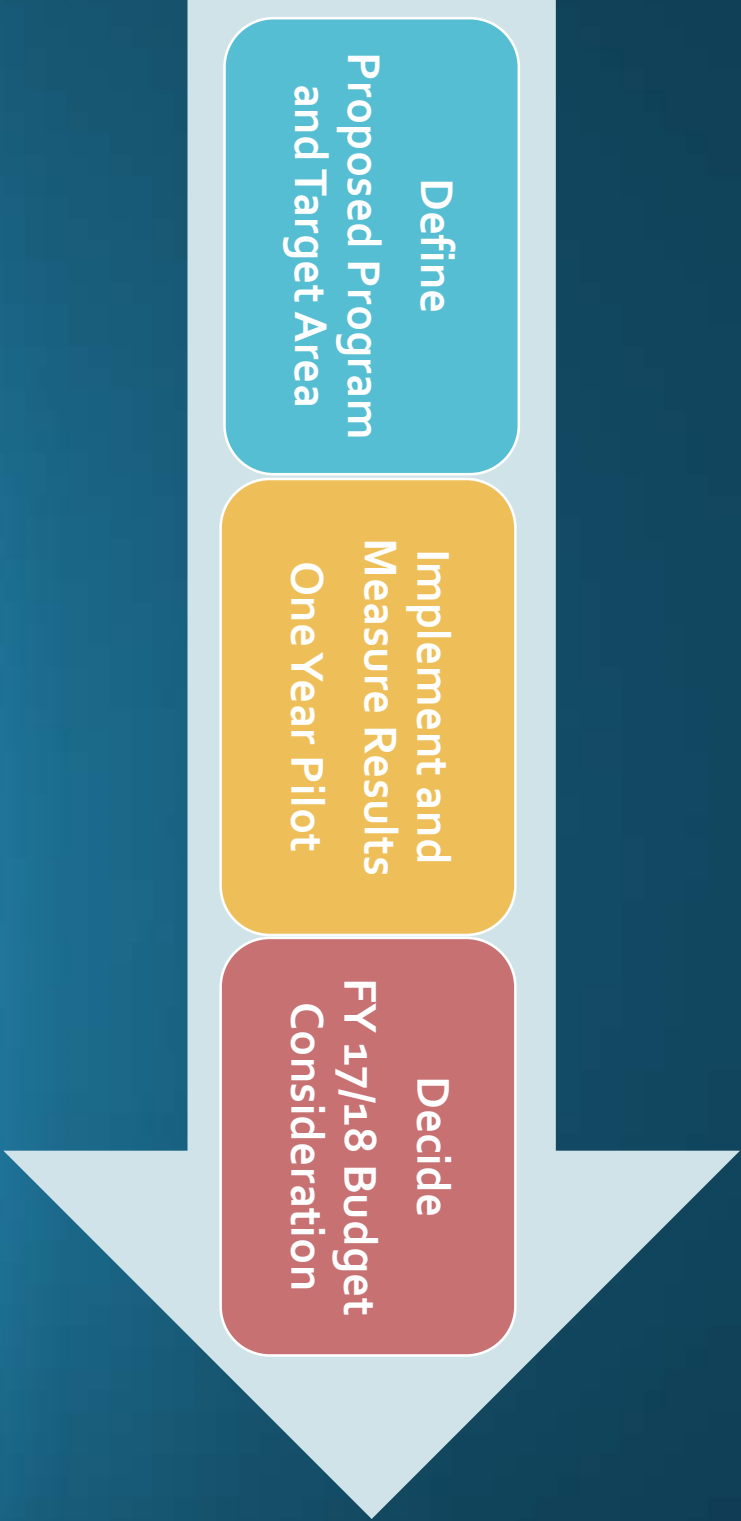 Define
Proposed Program
and Target Area
Implement and
Measure Results
One Year Pilot
Decide
FY 17/18 Budget
Consideration